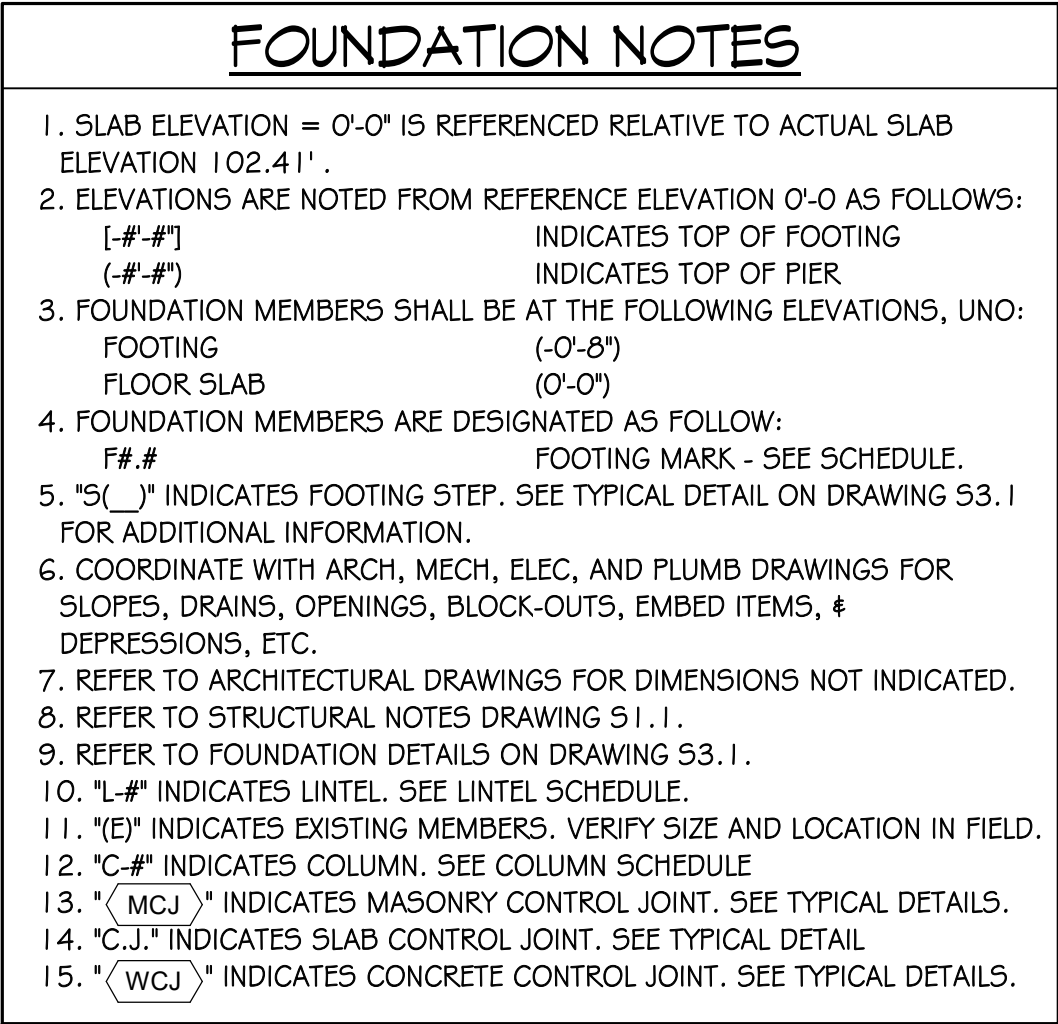 FOUNDATION NOTES
1. SLAB ELEVATION = 0'-0" IS REFERENCED RELATIVE TO ACTUAL SLAB
ELEVATION 102.41' .
2. ELEVATIONS ARE NOTED FROM REFERENCE ELEVATION 0'-0 AS FOLLOWS:
[-#'-#"] INDICATES TOP OF FOOTING
(-#'-#") INDICATES TOP OF PIER
3. FOUNDATION MEMBERS SHALL BE AT THE FOLLOWING ELEVATIONS, UNO:
FOOTING (-0'-8")
FLOOR SLAB (0'-0")
4. FOUNDATION MEMBERS ARE DESIGNATED AS FOLLOW:
F#.# FOOTING MARK - SEE SCHEDULE.
5. "S(__)" INDICATES FOOTING STEP. SEE TYPICAL DETAIL ON DRAWING S3.1
FOR ADDITIONAL INFORMATION.
6. COORDINATE WITH ARCH, MECH, ELEC, AND PLUMB DRAWINGS FOR
SLOPES, DRAINS, OPENINGS, BLOCK-OUTS, EMBED ITEMS, &
DEPRESSIONS, ETC.
7. REFER TO ARCHITECTURAL DRAWINGS FOR DIMENSIONS NOT INDICATED.
8. REFER TO STRUCTURAL NOTES DRAWING S1.1.
9. REFER TO FOUNDATION DETAILS ON DRAWING S3.1.
10. "L-#" INDICATES LINTEL. SEE LINTEL SCHEDULE.
11. "(E)" INDICATES EXISTING MEMBERS. VERIFY SIZE AND LOCATION IN FIELD.
12. "C-#" INDICATES COLUMN. SEE COLUMN SCHEDULE
13. "MCJ" INDICATES MASONRY CONTROL JOINT. SEE TYPICAL DETAILS.
14. "C.J." INDICATES SLAB CONTROL JOINT. SEE TYPICAL DETAIL
15. "WCJ" INDICATES CONCRETE CONTROL JOINT. SEE TYPICAL DETAILS.